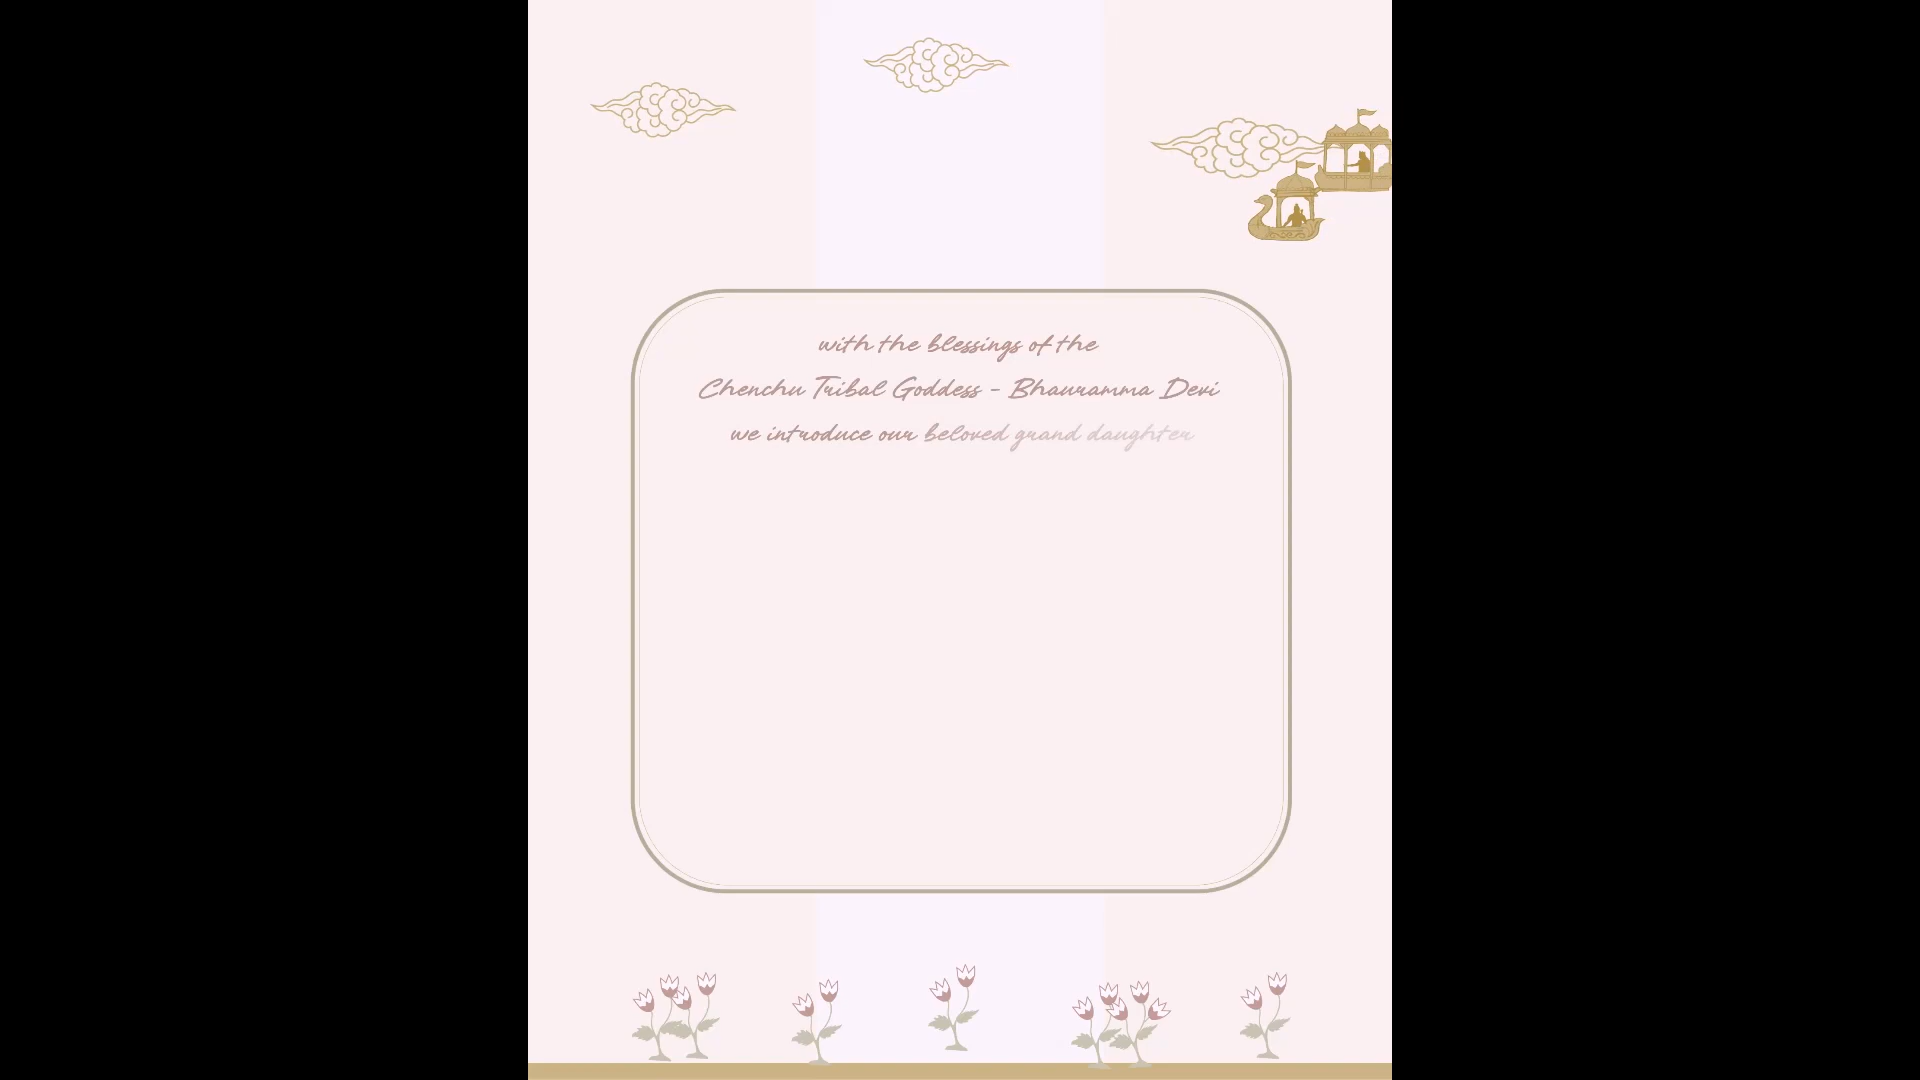 with the blessings of the
Chenchu Tribal Goddess - Bhauramma Devi
we introduce our beloved grand daughter